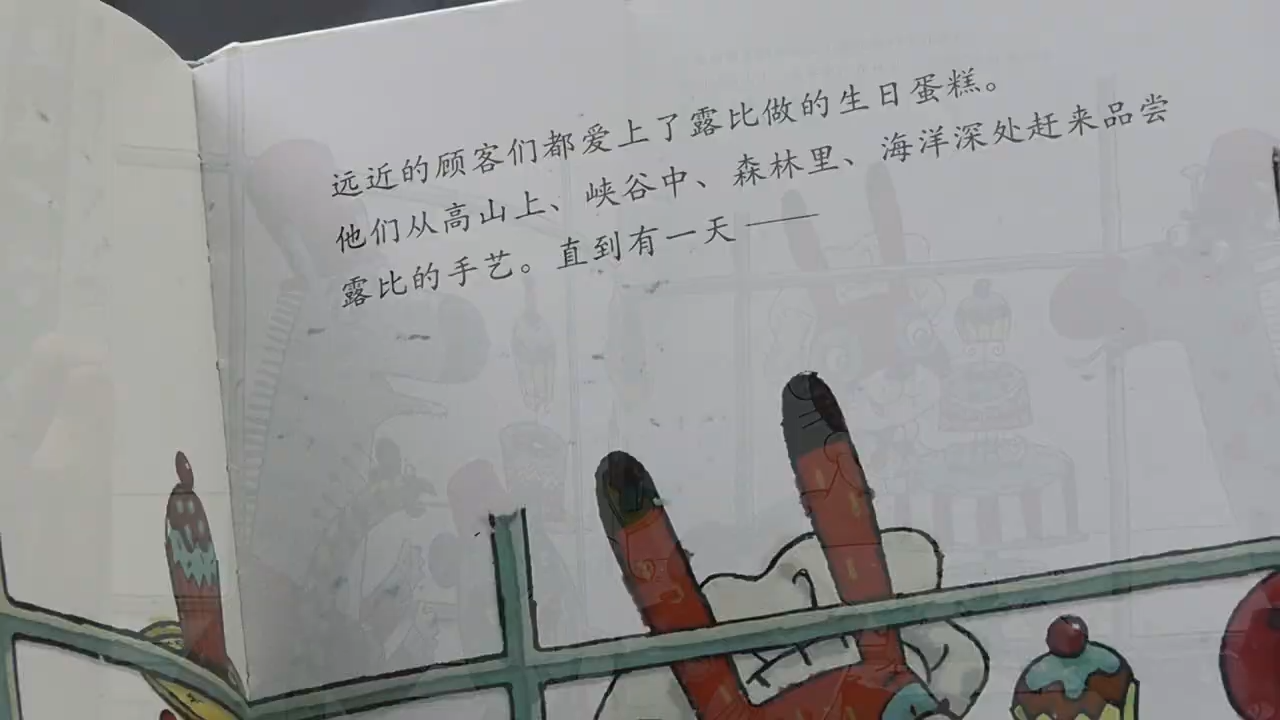 远近的顾客们都爱上了露比做的生日蛋糕。
他们从高山上、峡谷中、森林里、海洋深处赶来品尝
露比的手艺。直到有一天——